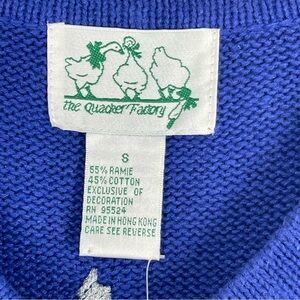 the Quacker Factory
S
55% RAMIE
45% COTTON
EXCLUSIVE OF
DECORATION
RN 95524
MADE IN HONG KONG
CARE SEE REVERSE